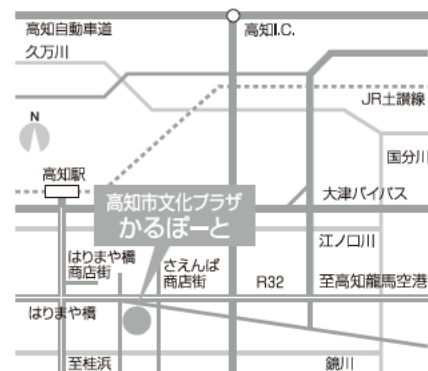 高知自動車道
高知I.C.
久万川
JR土讃線
N
国分川
高知駅
大津バイパス
高知市文化プラザ
かるぽーと
江ノ口川
はりまや橋
商店街
さえんば
商店街
R32
至高知龍馬空港
はりまや橋
至桂浜
鏡川